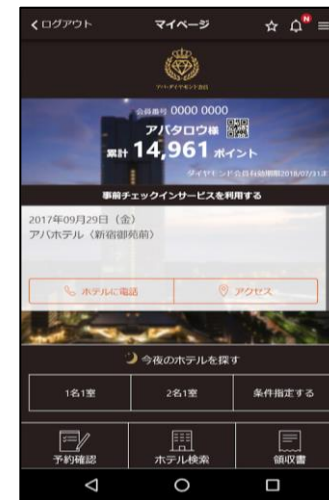 ログアウト
マイページ
N
アパ・ダイヤモンド会員
会員番号 0000 0000
アパタロウ様
累計 14,961 ポイント
ダイヤモンド会員有効期限2018/07/31迄
事前チェックインサービスを利用する
2017年09月29日（金）
アパホテル〈新宿御苑前〉
ホテルに電話
アクセス
今夜のホテルを探す
1名1室
2名1室
条件指定する
予約確認
ホテル検索
領収書